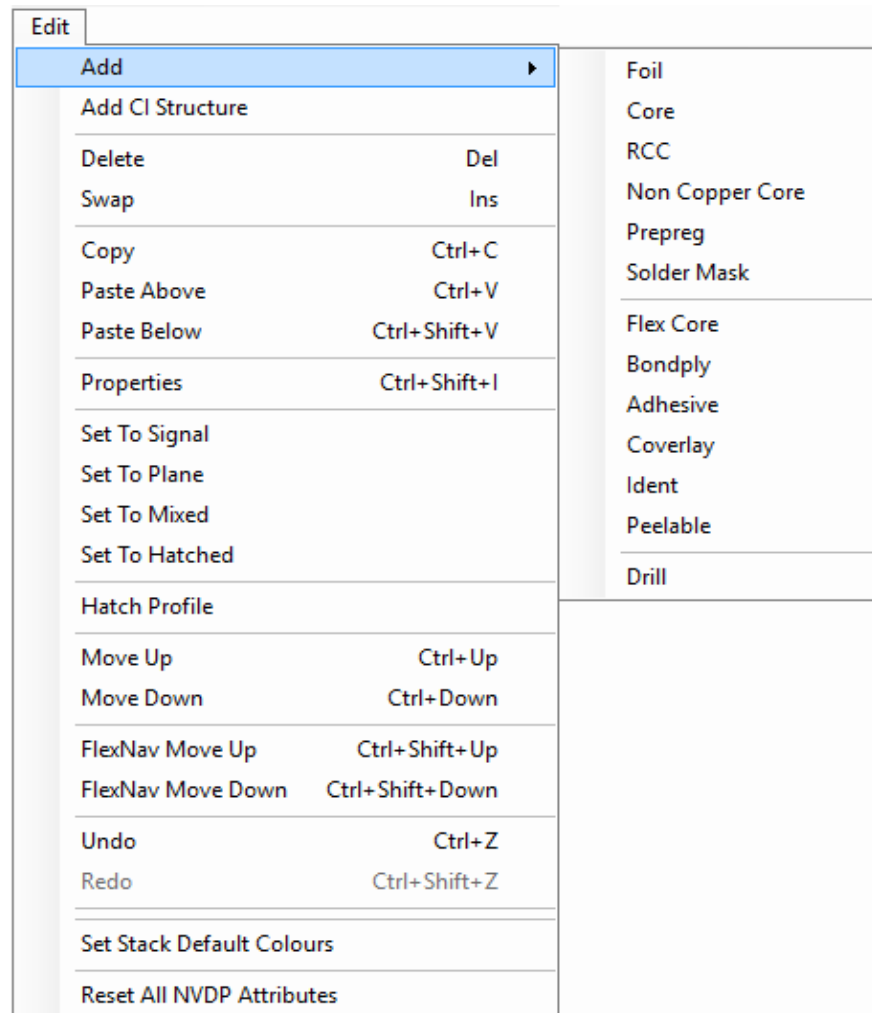 Edit
Add
Add CI Structure
Delete Del
Swap Ins
Copy Ctrl+C
Paste Above Ctrl+V
Paste Below Ctrl+Shift+V
Properties Ctrl+Shift+I
Set To Signal
Set To Plane
Set To Mixed
Set To Hatched
Hatch Profile
Move Up Ctrl+Up
Move Down Ctrl+Down
FlexNav Move Up Ctrl+Shift+Up
FlexNav Move Down Ctrl+Shift+Down
Undo Ctrl+Z
Redo Ctrl+Shift+Z
Set Stack Default Colours
Reset All NVDP Attributes
Foil
Core
RCC
Non Copper Core
Prepreg
Solder Mask
Flex Core
Bondply
Adhesive
Coverlay
Ident
Peelable
Drill